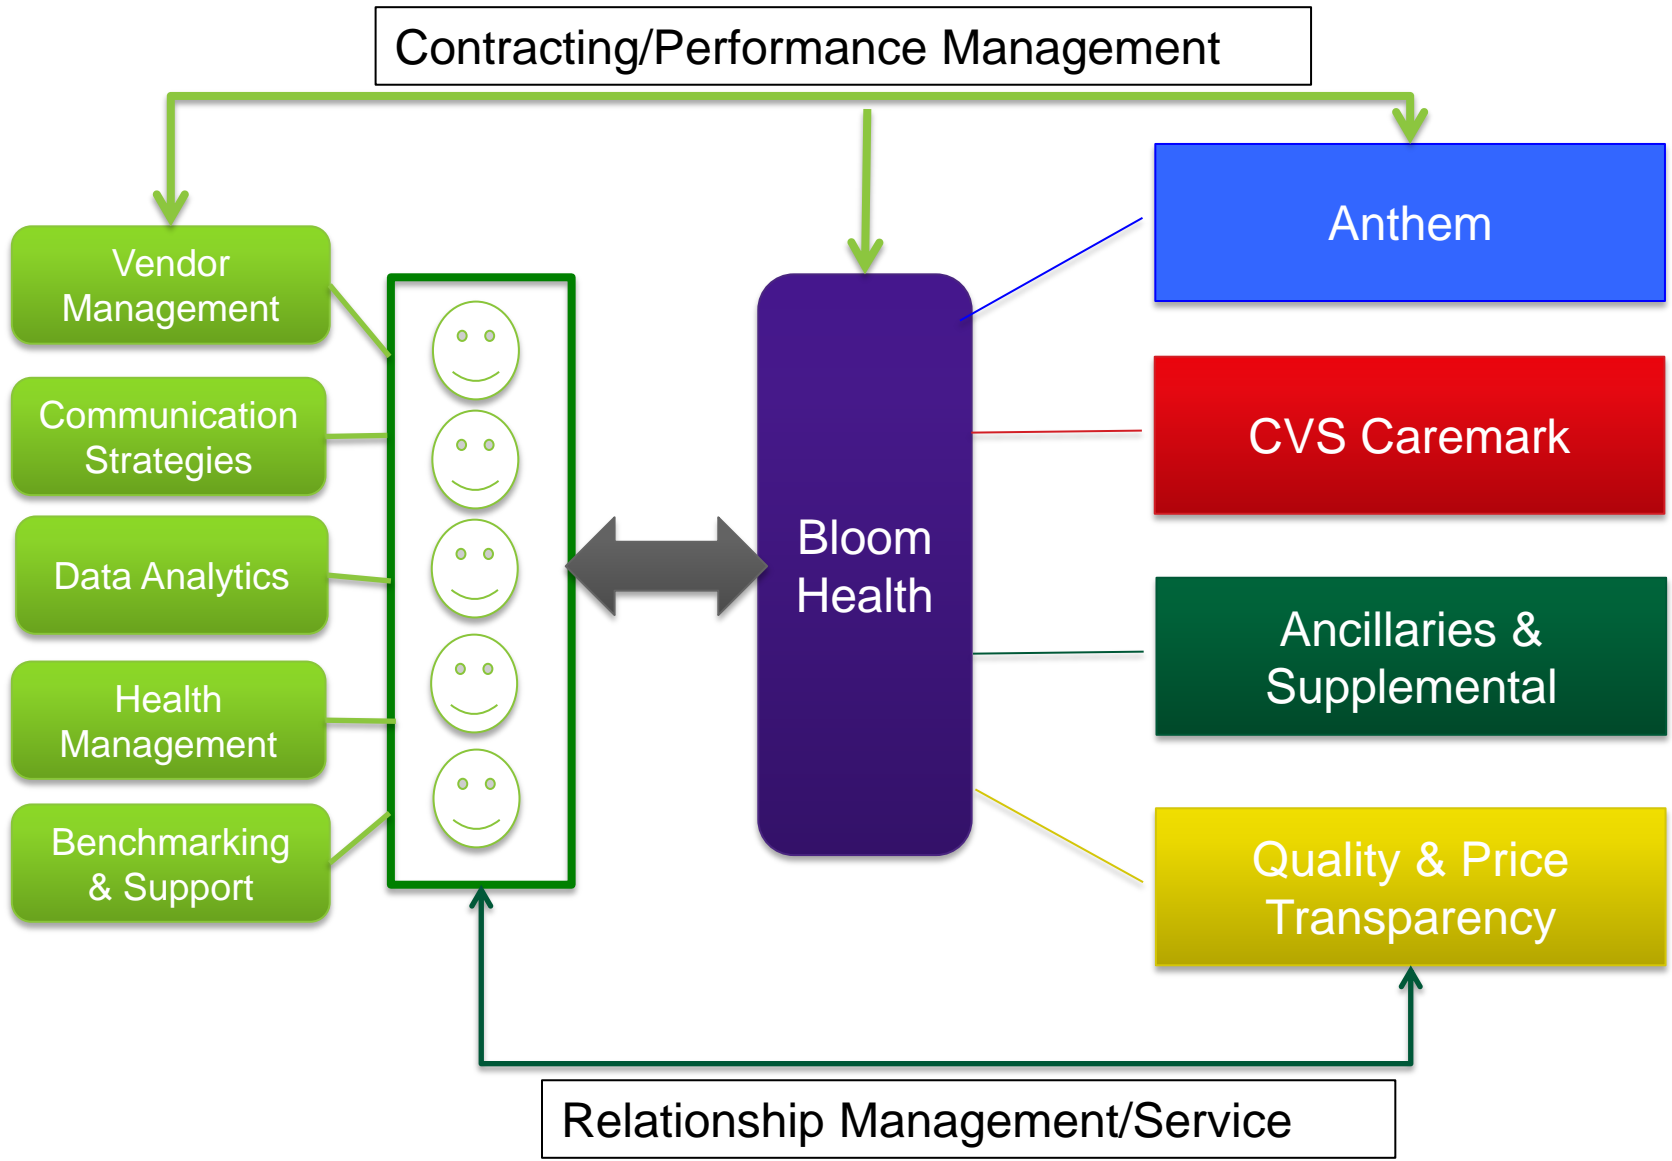 Contracting/Performance Management
Vendor
Management
Communication
Strategies
Data Analytics
Health
Management
Benchmarking
& Support
Bloom
Health
Anthem
CVS Caremark
Ancillaries &
Supplemental
Quality & Price
Transparency
Relationship Management/Service